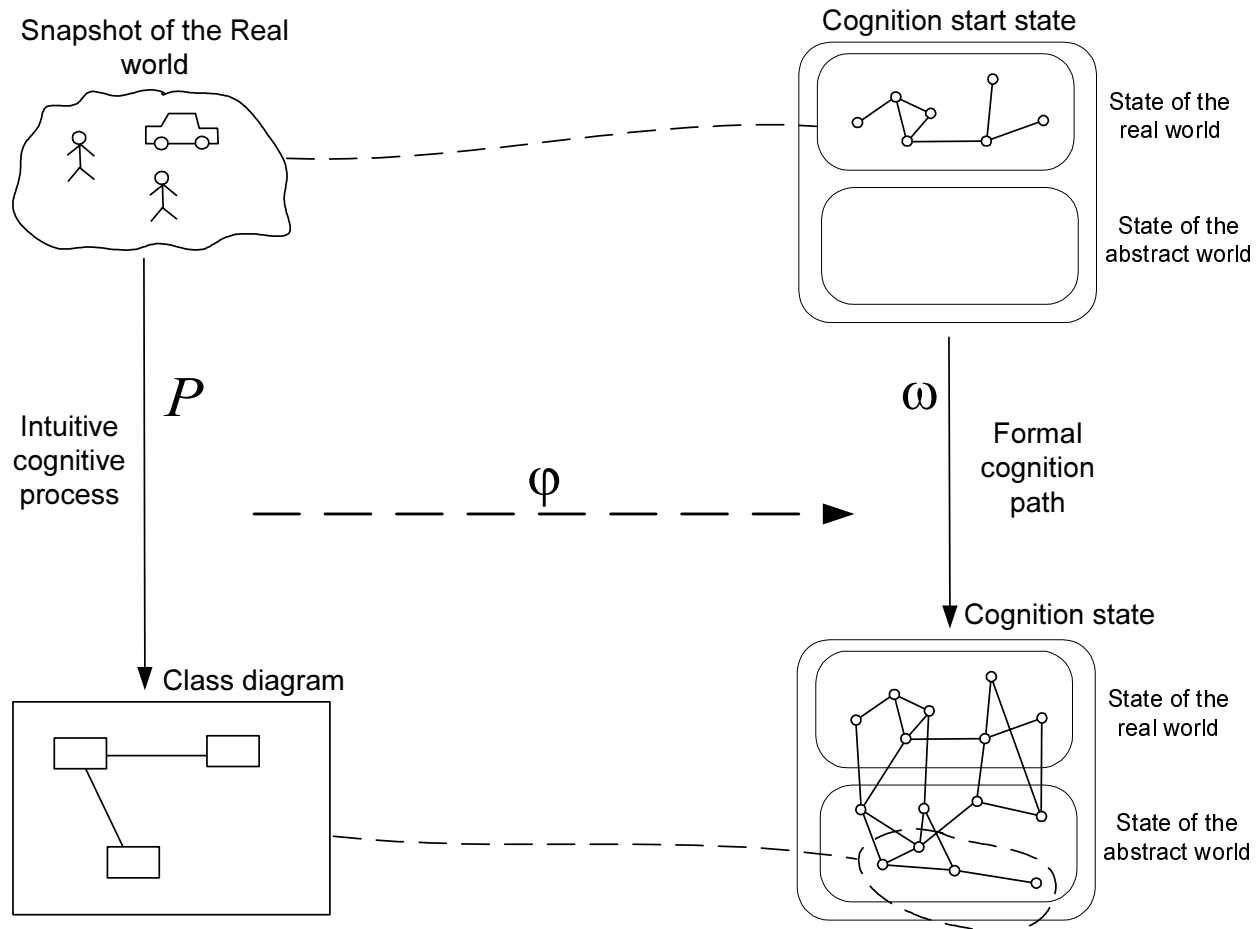 Snapshot of the Real
world
Cognition start state
State of the
real world
State of the
abstract world
P
Intuitive
cognitive
process
φ
ω
Formal
cognition
path
Class diagram
Cognition state
State of the
real world
State of the
abstract world